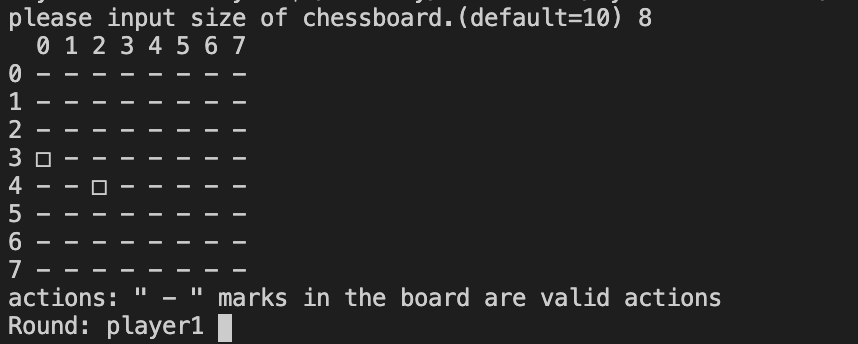 please input size of chessboard.(default=10) 8
0 1 2 3 4 5 6 7
0 - - - - - - - -
1 - - - - - - - -
2 - - - - - - - -
3 □ - - - - - - -
4 - - □ - - - - -
5 - - - - - - - -
6 - - - - - - - -
7 - - - - - - - -
actions: " - " marks in the board are valid actions
Round: player1